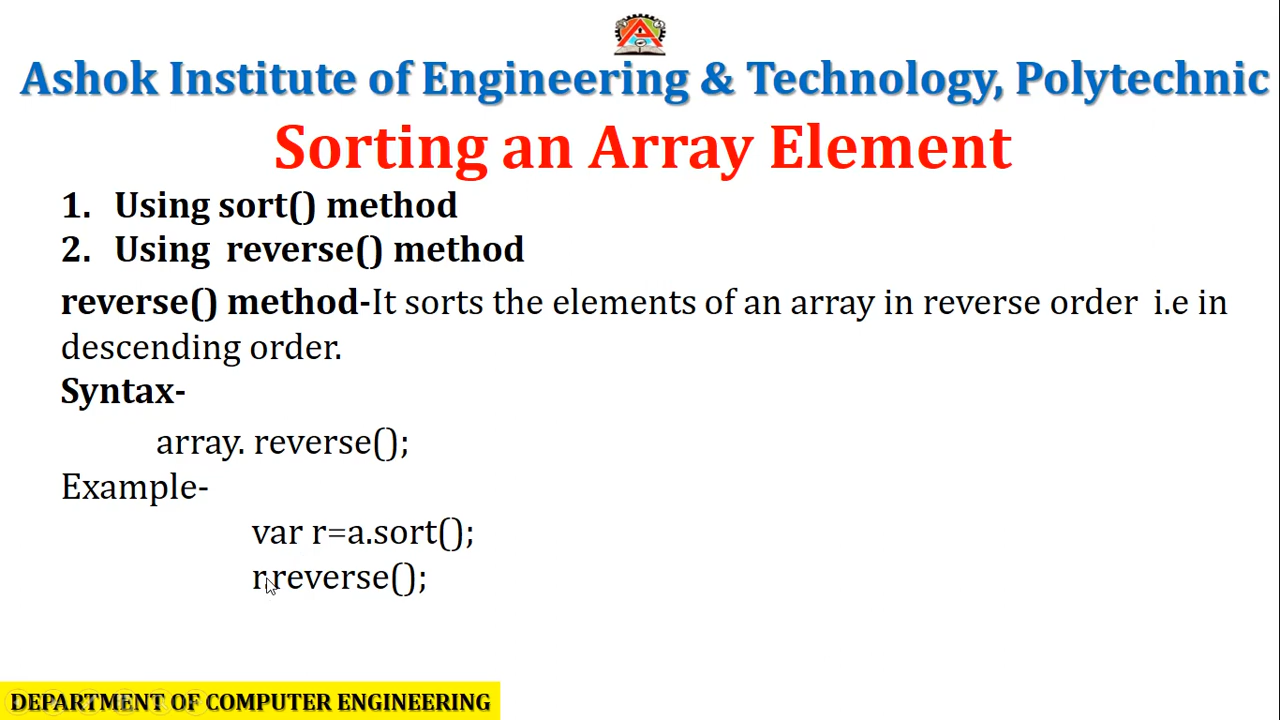 Ashok Institute of Engineering & Technology, Polytechnic
Sorting an Array Element
1. Using sort() method
2. Using reverse() method
reverse() method-It sorts the elements of an array in reverse order i.e in
descending order.
Syntax-
array. reverse();
Example-
var r=a.sort();
r.reverse();
DEPARTMENT OF COMPUTER ENGINEERING